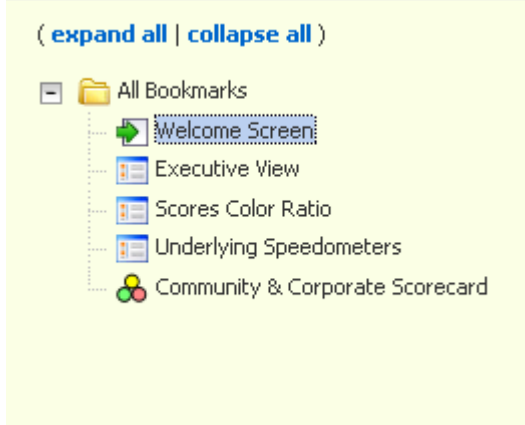 ( expand all | collapse all )
All Bookmarks
Welcome Screen
Executive View
Scores Color Ratio
Underlying Speedometers
Community & Corporate Scorecard